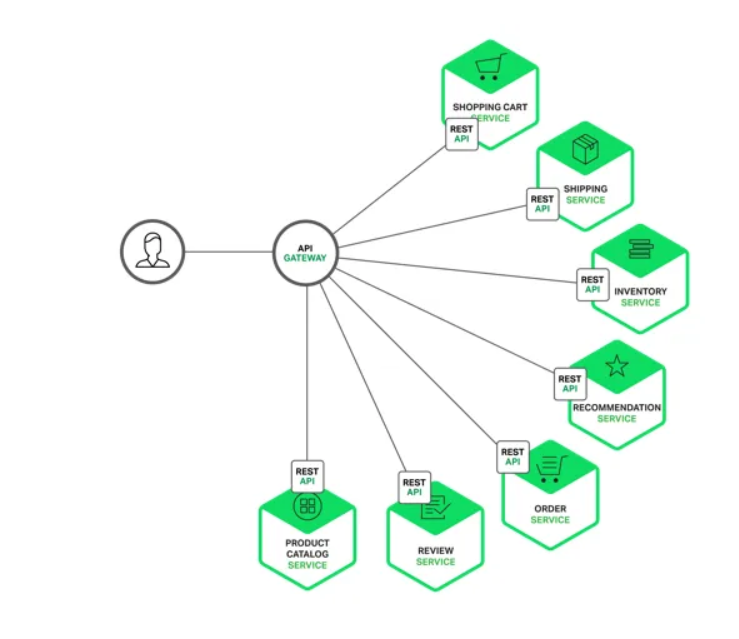 SHOPPING CART
SERVICE
REST
API
SHIPPING
SERVICE
REST
API
API
GATEWAY
REST
API
INVENTORY
SERVICE
REST
API
RECOMMENDATION
SERVICE
REST
API
ORDER
SERVICE
REST
API
REVIEW
SERVICE
REST
API
PRODUCT
CATALOG
SERVICE